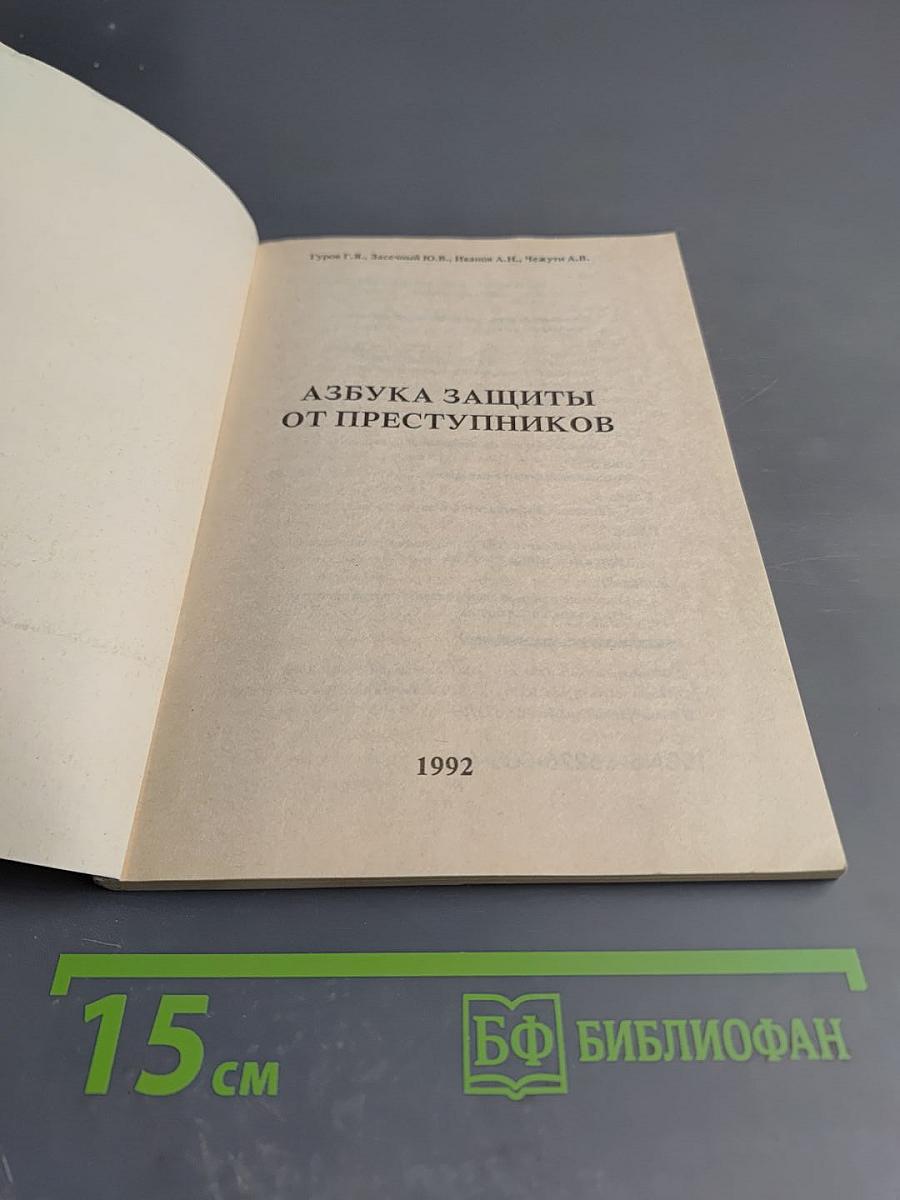 Гуров Г.Я., Засечный Ю.В., Иванов А.Н., Чежути А.В.
АЗБУКА ЗАЩИТЫ
ОТ ПРЕСТУПНИКОВ
1992
15 см
БФ БИБЛИОФАН